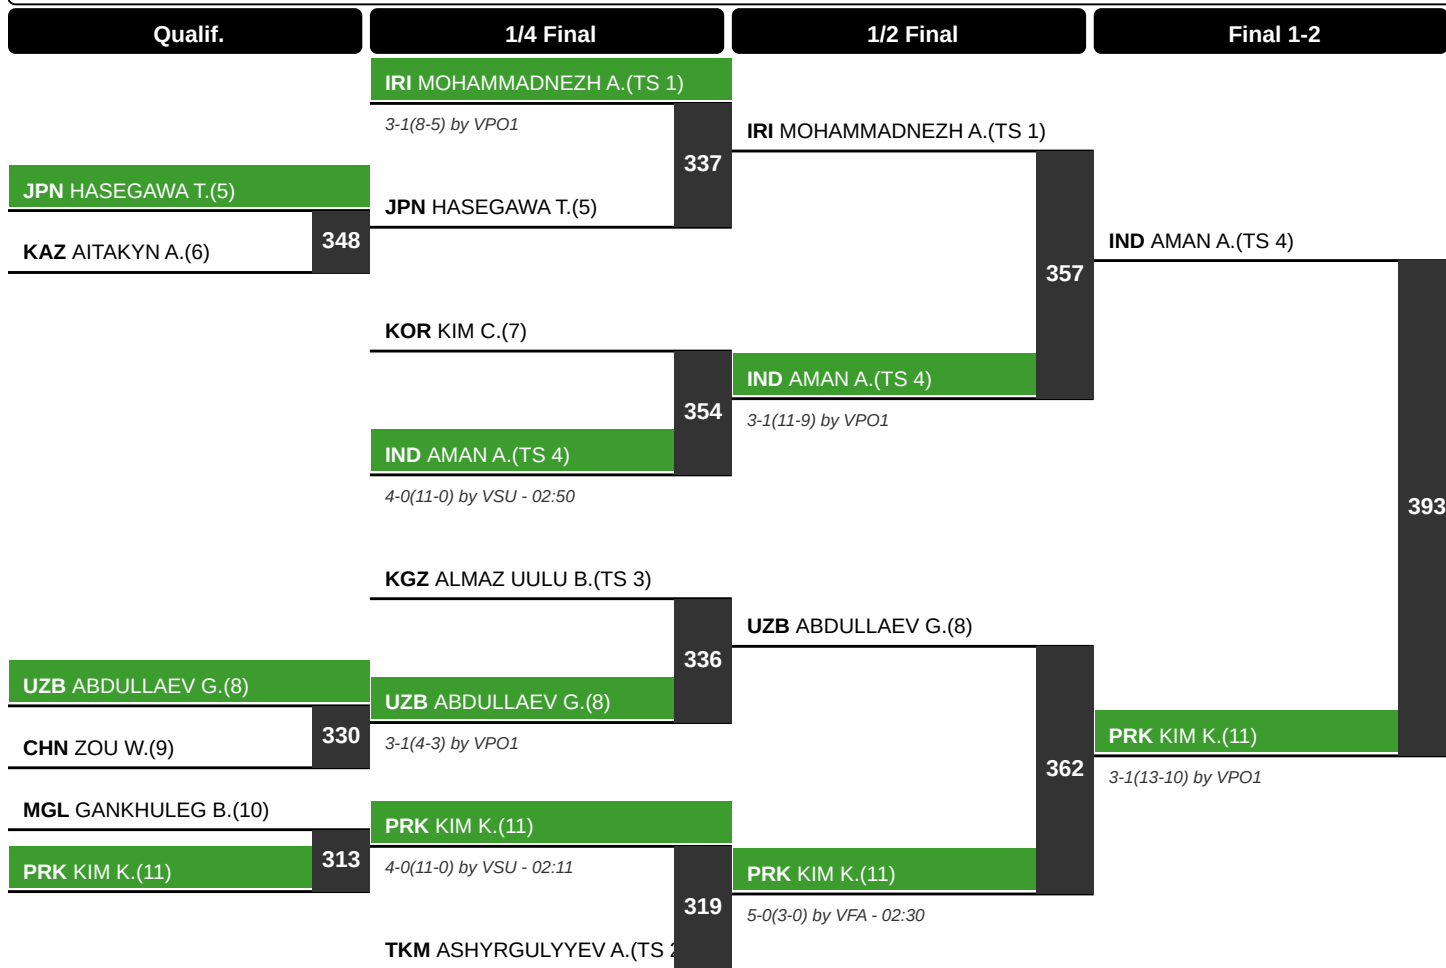 Qualif.
1/4 Final
1/2 Final
Final 1-2
IRI MOHAMMADNEZH A.(TS 1)
3-1(8-5) by VPO1
IRI MOHAMMADNEZH A.(TS 1)
337
JPN HASEGAWA T.(5)
JPN HASEGAWA T.(5)
348
KAZ AITAKYN A.(6)
IND AMAN A.(TS 4)
357
KOR KIM C.(7)
IND AMAN A.(TS 4)
354
3-1(11-9) by VPO1
IND AMAN A.(TS 4)
4-0(11-0) by VSU - 02:50
393
KGZ ALMAZ UULU B.(TS 3)
UZB ABDULLAEV G.(8)
336
UZB ABDULLAEV G.(8)
UZB ABDULLAEV G.(8)
330
3-1(4-3) by VPO1
CHN ZOU W.(9)
PRK KIM K.(11)
362
3-1(13-10) by VPO1
MGL GANKHULEG B.(10)
PRK KIM K.(11)
313
4-0(11-0) by VSU - 02:11
PRK KIM K.(11)
PRK KIM K.(11)
319
5-0(3-0) by VFA - 02:30
TKM ASHYRGULYYEV A.(TS